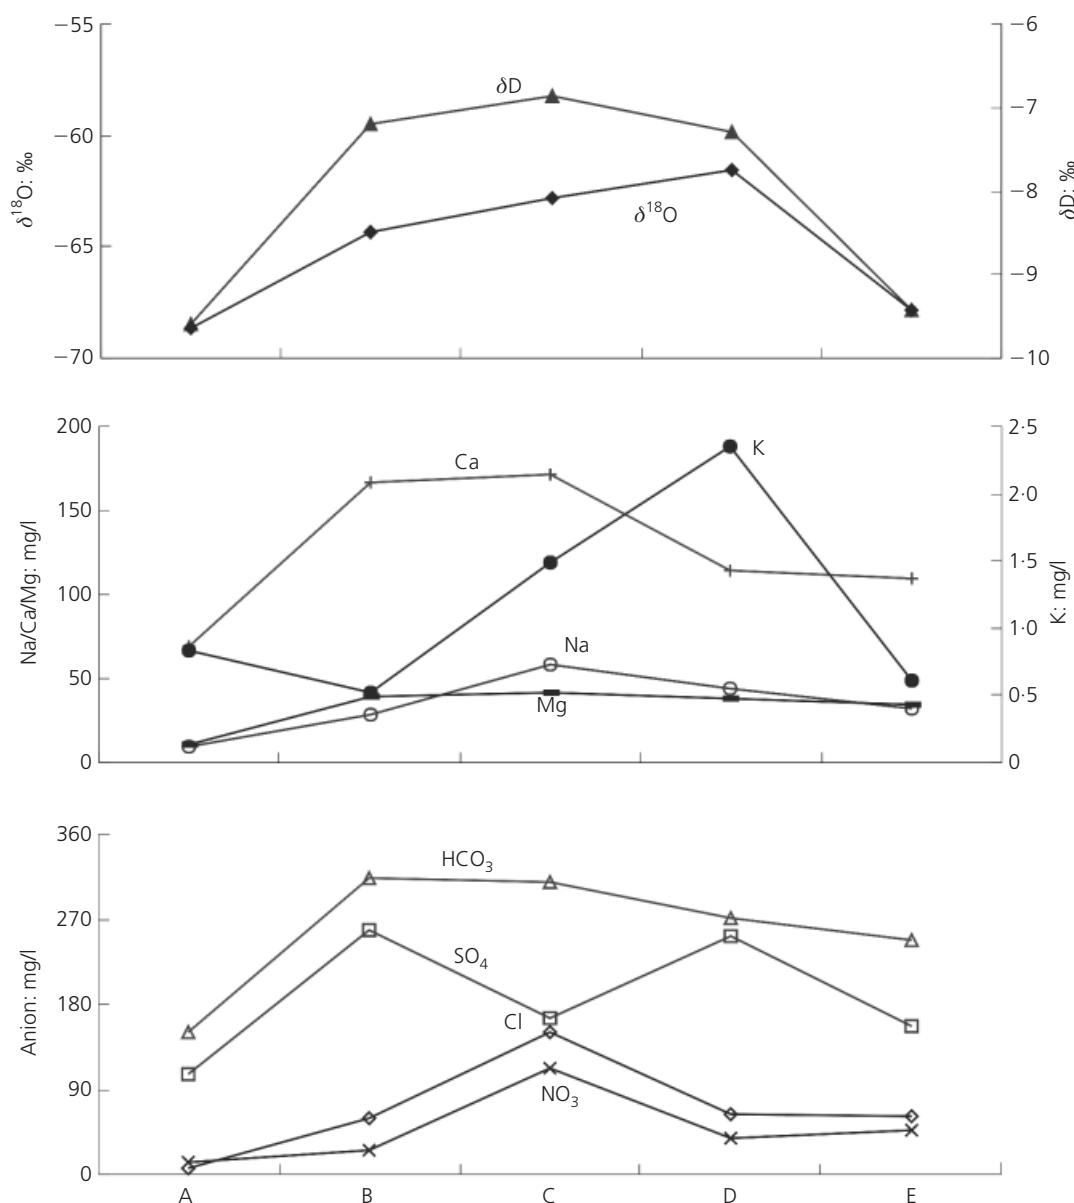 −55
−60
−65
−70
δ¹⁸O: ‰
δD
δ¹⁸O
−6
−7
−8
−9
−10
δD: ‰
200
150
100
50
0
Na/Ca/Mg: mg/l
Ca
K
Na
Mg
2·5
2·0
1·5
1·0
0·5
0
K: mg/l
360
270
180
90
0
Anion: mg/l
HCO₃
SO₄
Cl
NO₃
A B C D E